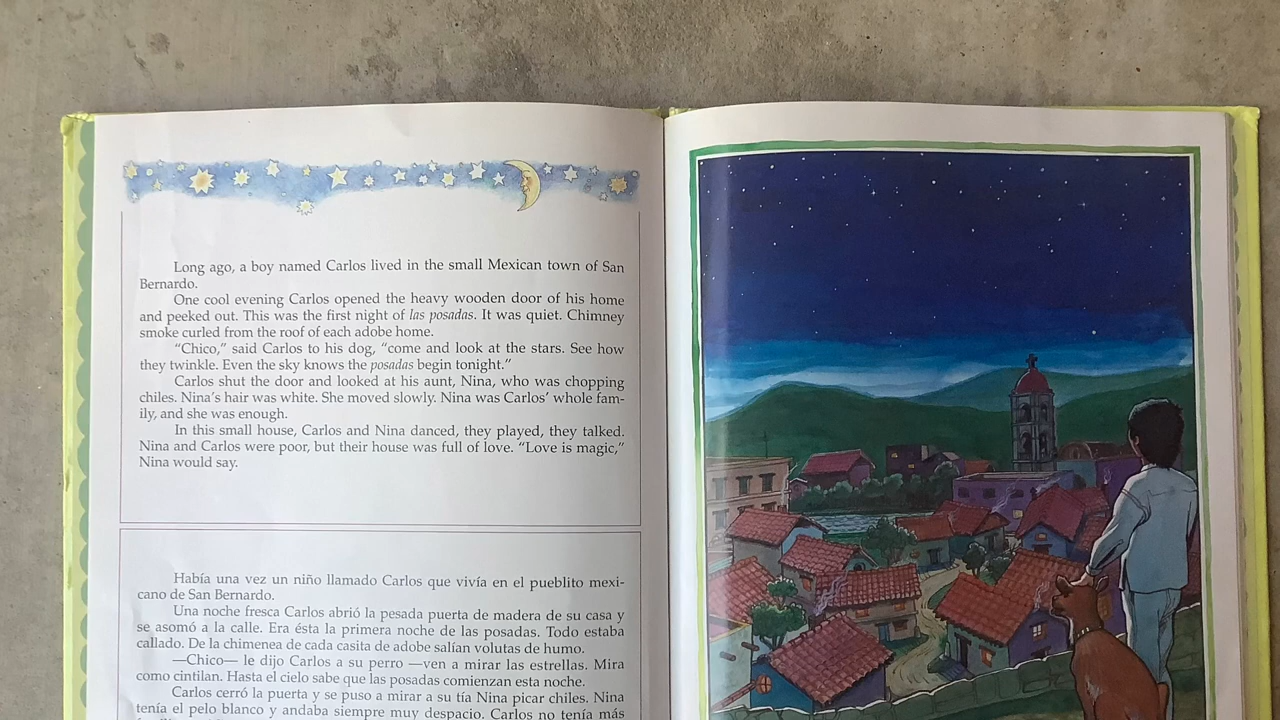 Long ago, a boy named Carlos lived in the small Mexican town of San
Bernardo.
One cool evening Carlos opened the heavy wooden door of his home
and peeked out. This was the first night of las posadas. It was quiet. Chimney
smoke curled from the roof of each adobe home.
“Chico,” said Carlos to his dog, “come and look at the stars. See how
they twinkle. Even the sky knows the posadas begin tonight.”
Carlos shut the door and looked at his aunt, Nina, who was chopping
chiles. Nina’s hair was white. She moved slowly. Nina was Carlos’ whole fam-
ily, and she was enough.
In this small house, Carlos and Nina danced, they played, they talked.
Nina and Carlos were poor, but their house was full of love. “Love is magic,”
Nina would say.
Había una vez un niño llamado Carlos que vivía en el pueblito mexi-
cano de San Bernardo.
Una noche fresca Carlos abrió la pesada puerta de madera de su casa y
se asomó a la calle. Era ésta la primera noche de las posadas. Todo estaba
callado. De la chimenea de cada casita de adobe salían volutas de humo.
—Chico— le dijo Carlos a su perro —ven a mirar las estrellas. Mira
como cintilan. Hasta el cielo sabe que las posadas comienzan esta noche.
Carlos cerró la puerta y se puso a mirar a su tía Nina picar chiles. Nina
tenía el pelo blanco y andaba siempre muy despacio. Carlos no tenía más